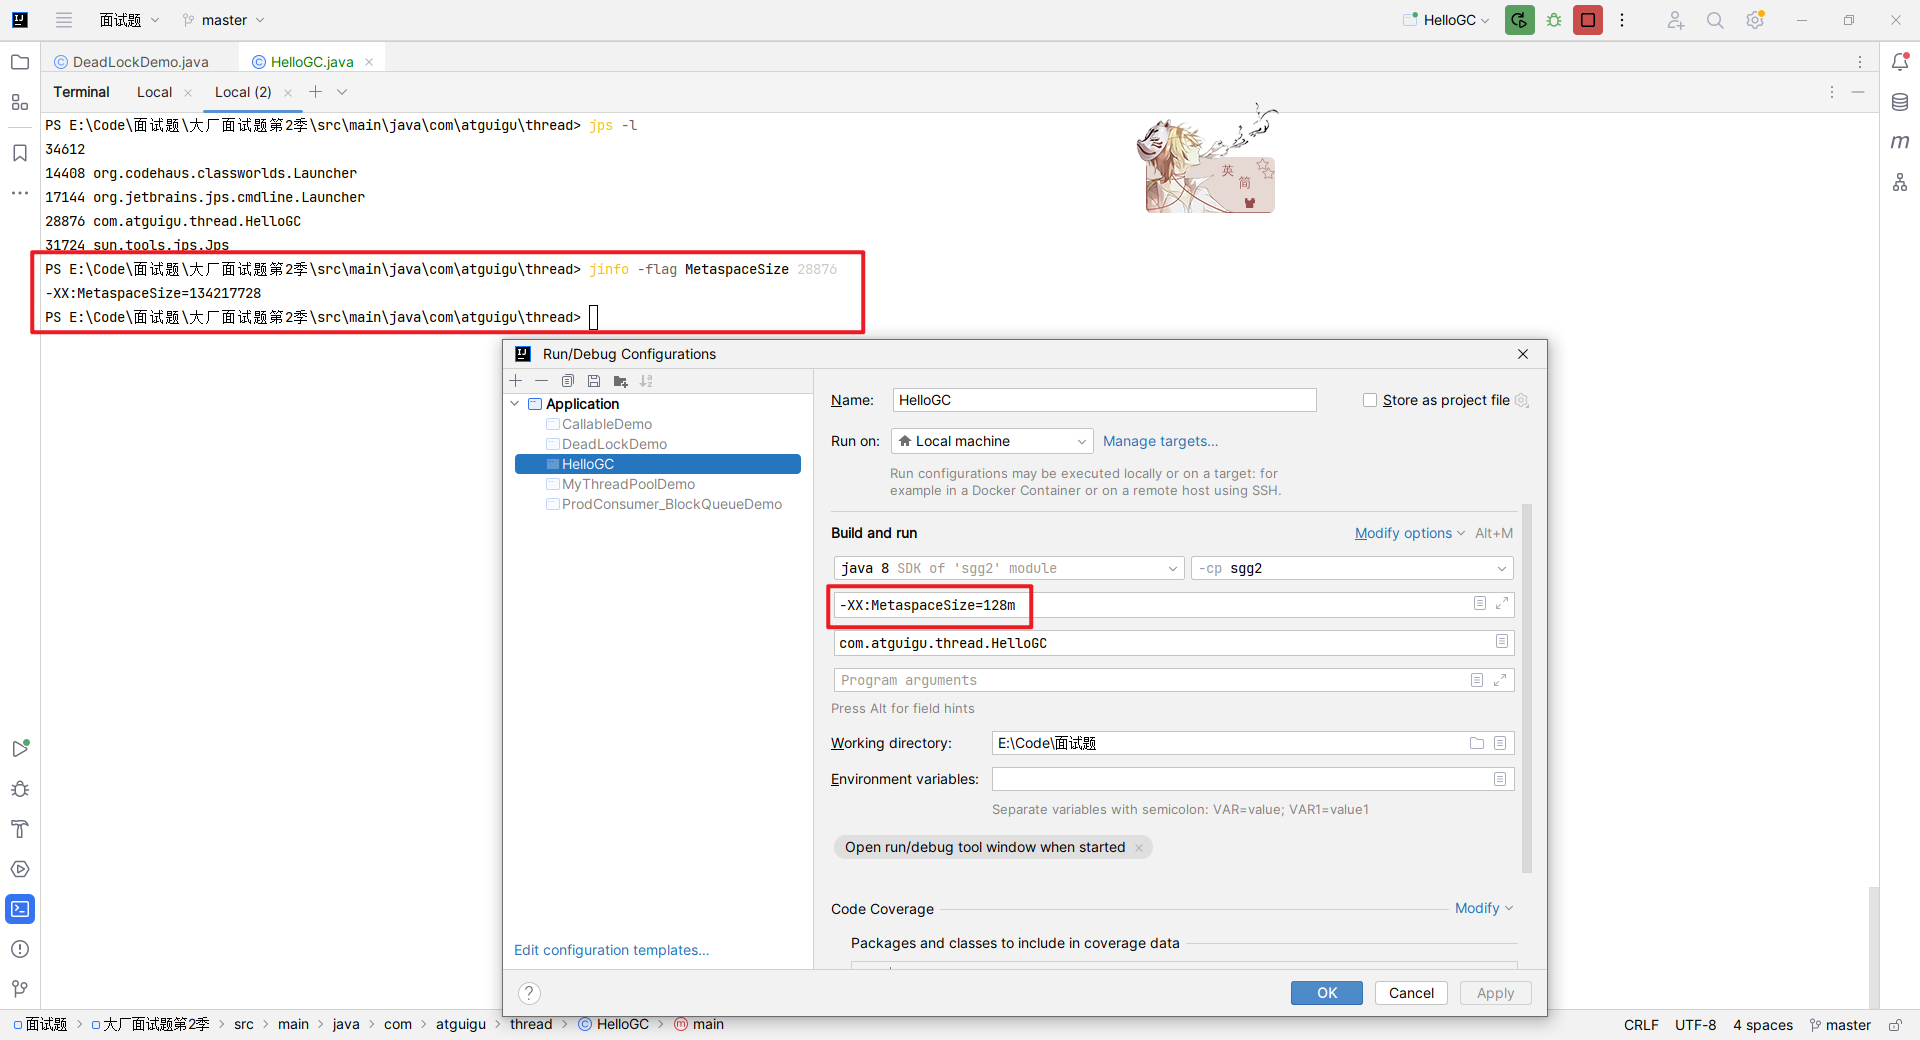 面试题
master
HelloGC
DeadLockDemo.java
HelloGC.java
Terminal
Local
Local (2)
PS E:\Code\面试题\大厂面试题第2季\src\main\java\com\atguigu\thread> jps -l
34612
14408 org.codehaus.classworlds.Launcher
17144 org.jetbrains.jps.cmdline.Launcher
28876 com.atguigu.thread.HelloGC
31724 sun.tools.jps.Jps
PS E:\Code\面试题\大厂面试题第2季\src\main\java\com\atguigu\thread> jinfo -flag MetaspaceSize 28876
-XX:MetaspaceSize=134217728
PS E:\Code\面试题\大厂面试题第2季\src\main\java\com\atguigu\thread>
英
简
Run/Debug Configurations
Application
CallableDemo
DeadLockDemo
HelloGC
MyThreadPoolDemo
ProdConsumer_BlockQueueDemo
Edit configuration templates...
Name: HelloGC
Store as project file
Run on: Local machine
Manage targets...
Run configurations may be executed locally or on a target: for
example in a Docker Container or on a remote host using SSH.
Build and run
Modify options Alt+M
java 8 SDK of 'sgg2' module
-cp sgg2
-XX:MetaspaceSize=128m
com.atguigu.thread.HelloGC
Program arguments
Press Alt for field hints
Working directory: E:\Code\面试题
Environment variables:
Separate variables with semicolon: VAR=value; VAR1=value1
Open run/debug tool window when started
Code Coverage
Modify
Packages and classes to include in coverage data
OK
Cancel
Apply
面试题 > 大厂面试题第2季 > src > main > java > com > atguigu > thread > HelloGC > main
CRLF UTF-8 4 spaces master